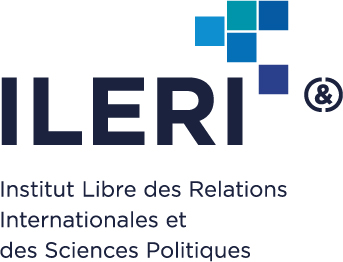 ILERI &
Institut Libre des Relations
Internationales et
des Sciences Politiques